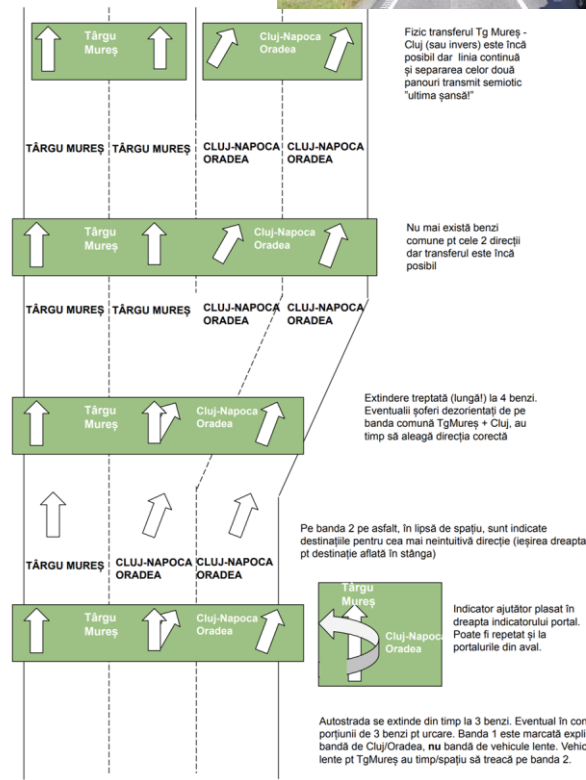 Târgu
Mureș
Cluj-Napoca
Oradea
Fizic transferul Tg Mureș -
Cluj (sau invers) este încă
posibil dar linia continuă
și separarea celor două
panouri transmit semiotic
"ultima șansă!"
TÂRGU MUREȘ
TÂRGU MUREȘ
CLUJ-NAPOCA
ORADEA
CLUJ-NAPOCA
ORADEA
Târgu
Mureș
Cluj-Napoca
Oradea
Nu mai există benzi
comune pt cele 2 direcții
dar transferul este încă
posibil
TÂRGU MUREȘ
TÂRGU MUREȘ
CLUJ-NAPOCA
ORADEA
CLUJ-NAPOCA
ORADEA
Târgu
Mureș
Cluj-Napoca
Oradea
Extindere treptată (lungă!) la 4 benzi.
Eventualii șoferi dezorientați de pe
banda comună TgMureș + Cluj, au
timp să aleagă direcția corectă
Pe banda 2 pe asfalt, în lipsă de spațiu, sunt indicate
destinațiile pentru cea mai neintuitivă direcție (ieșirea dreapta
pt destinație aflată în stânga)
TÂRGU MUREȘ
CLUJ-NAPOCA
ORADEA
CLUJ-NAPOCA
ORADEA
Târgu
Mureș
Cluj-Napoca
Oradea
Târgu
Mureș
Cluj-Napoca
Oradea
Indicator ajutător plasat în
dreapta indicatorului portal.
Poate fi repetat și la
portalurile din aval.
Autostrada se extinde din timp la 3 benzi. Eventual în
porțiunii de 3 benzi pt urcare. Banda 1 este marcată
bandă de Cluj/Oradea, nu bandă de vehicule lente.
lente pt TgMureș au timp/spațiu să treacă pe banda 2.